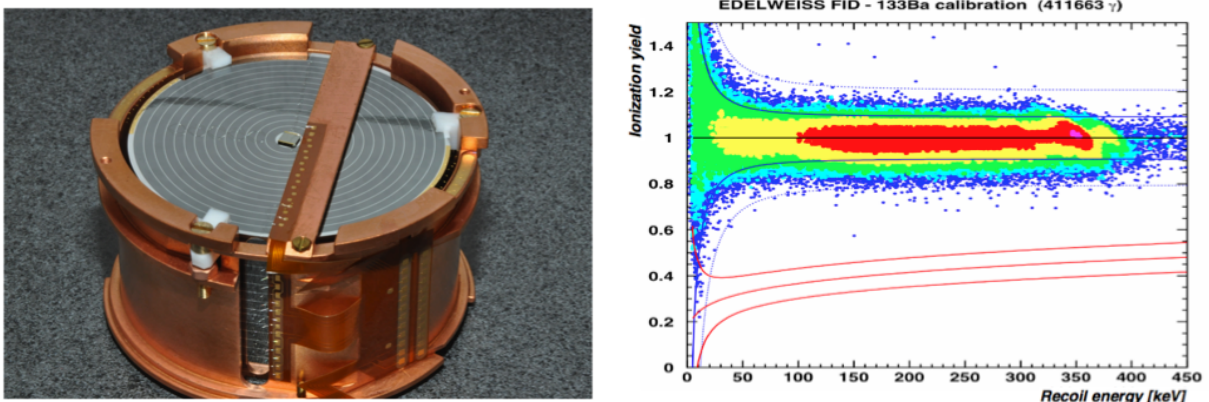 EDELWEISS FID - 133Ba calibration (411663 γ)
Ionization yield
1.4
1.2
1
0.8
0.6
0.4
0.2
0
0 50 100 150 200 250 300 350 400 450
Recoil energy [keV]